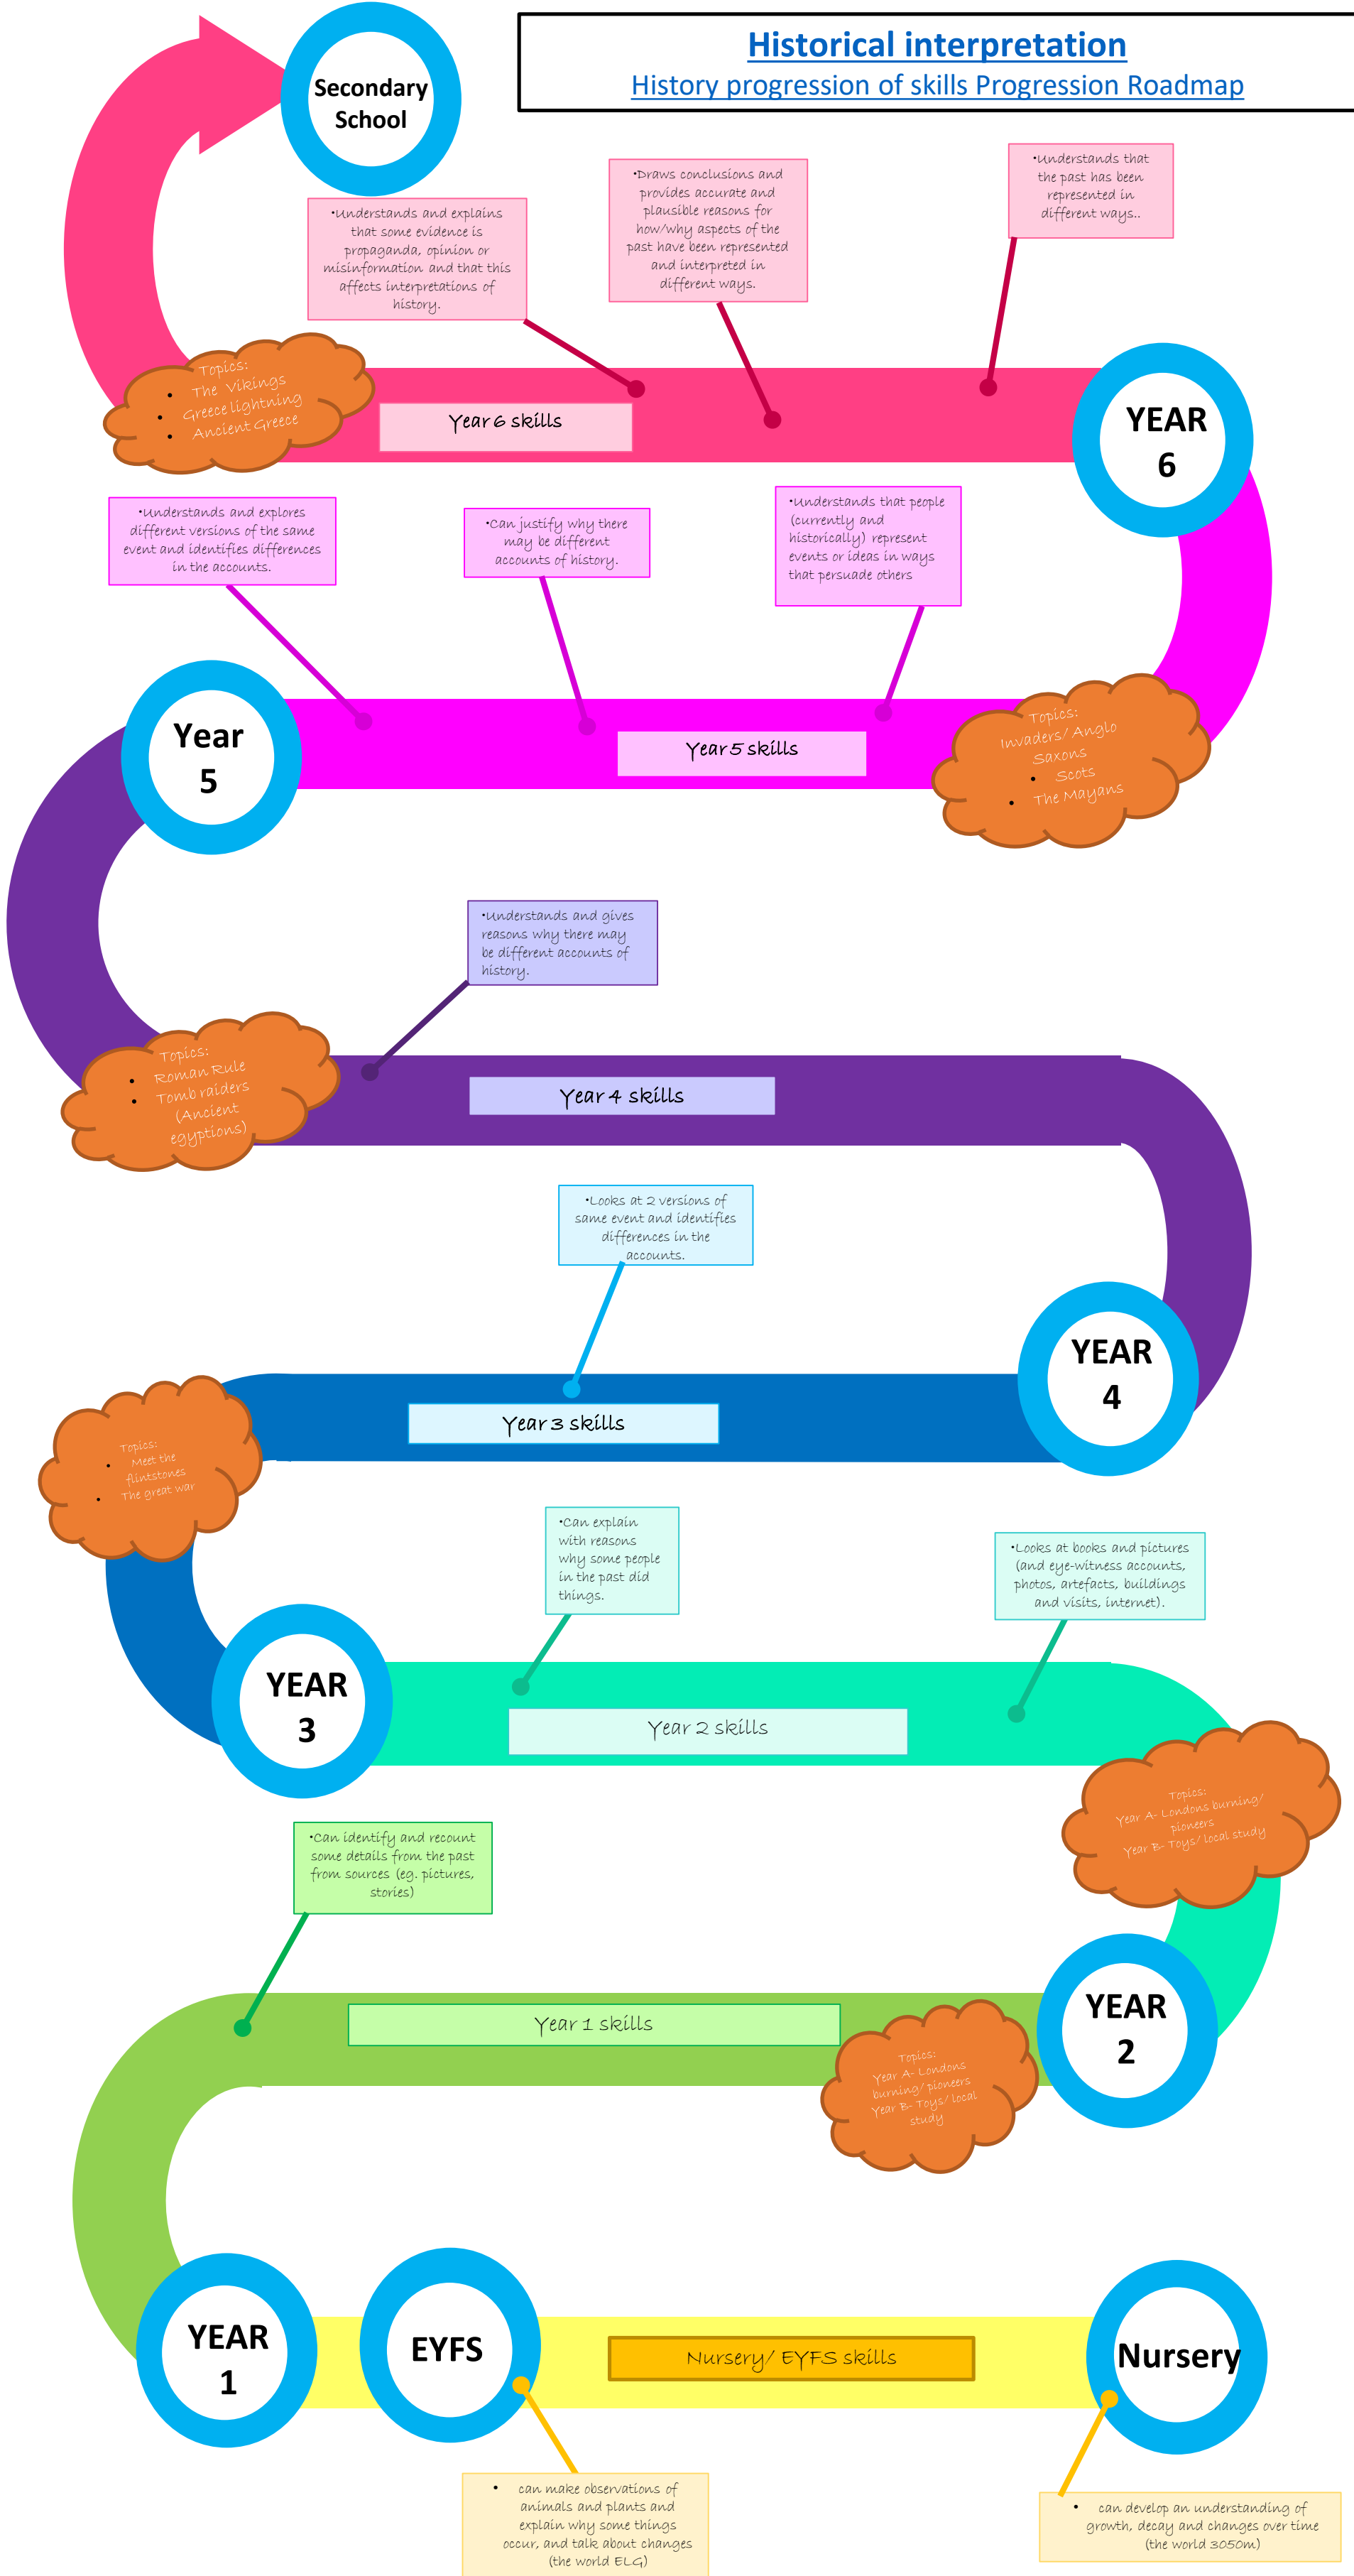 Historical interpretation
History progression of skills Progression Roadmap
Secondary
School
•Understands that
the past has been
represented in
different ways..
•Draws conclusions and
provides accurate and
plausible reasons for
how/why aspects of the
past have been represented
and interpreted in
different ways.
•Understands and explains
that some evidence is
propaganda, opinion or
misinformation and that this
affects interpretations of
history.
Topics:
• The Vikings
• Greece lightning
• Ancient Greece
Year 6 skills
YEAR
6
•Understands and explores
different versions of the same
event and identifies differences
in the accounts.
•Can justify why there
may be different
accounts of history.
•Understands that people
(currently and
historically) represent
events or ideas in ways
that persuade others
Year
5
Year 5 skills
Topics:
Invaders/ Anglo
Saxons
• Scots
• The Mayans
•Understands and gives
reasons why there may
be different accounts of
history.
Topics:
• Roman Rule
• Tomb raiders
(Ancient
egyptions)
Year 4 skills
•Looks at 2 versions of
same event and identifies
differences in the
accounts.
YEAR
4
Year 3 skills
Topics:
• Meet the
flintstones
• The great war
•Can explain
with reasons
why some people
in the past did
things.
•Looks at books and pictures
(and eye-witness accounts,
photos, artefacts, buildings
and visits, internet).
YEAR
3
Year 2 skills
Topics:
Year A- Londons burning/
pioneers
Year B- Toys/ local study
•Can identify and recount
some details from the past
from sources (eg. pictures,
stories)
Year 1 skills
YEAR
2
Topics:
Year A- Londons
burning/ pioneers
Year B- Toys/ local
study
YEAR
1
EYFS
Nursery/ EYFS skills
Nursery
• can make observations of
animals and plants and
explain why some things
occur, and talk about changes
(the world ELG)
• can develop an understanding of
growth, decay and changes over time
(the world 3050m)